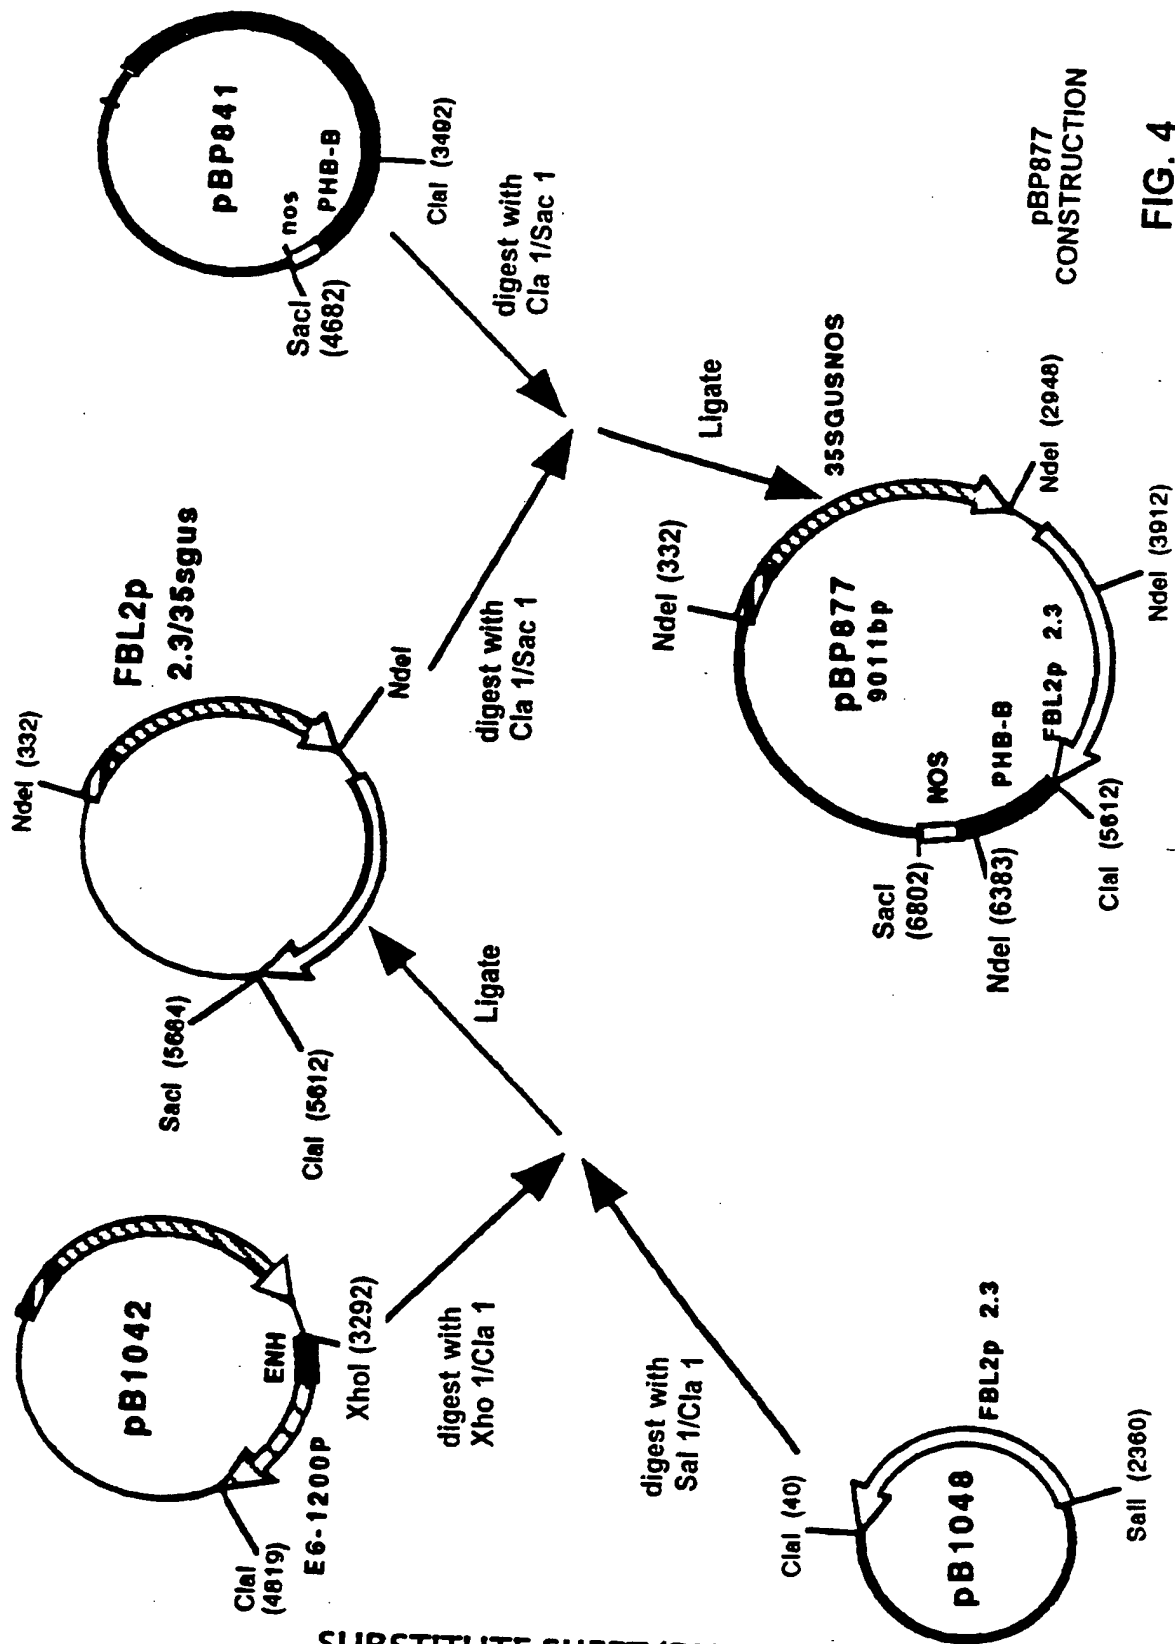 pB1042
ENH
XhoI (3292)
E6-1200p
ClaI
(4819)
digest with
Xho 1/Cla 1
ClaI (40)
pB1048
FBL2p 2.3
SalI (2360)
digest with
Sal 1/Cla 1
Ligate
NdeI (332)
FBL2p
2.3/35sgus
NdeI
SacI (5664)
ClaI (5612)
digest with
Cla 1/Sac 1
pBP841
nos
PHB-B
SacI
(4682)
ClaI (3492)
digest with
Cla 1/Sac 1
Ligate
NdeI (332)
35SGUSNOS
pBP877
9011bp
NdeI (2948)
NdeI (3912)
FBL2p 2.3
PHB-B
NOS
SacI
(6802)
NdeI (6383)
ClaI (5612)
pBP877
CONSTRUCTION
FIG. 4